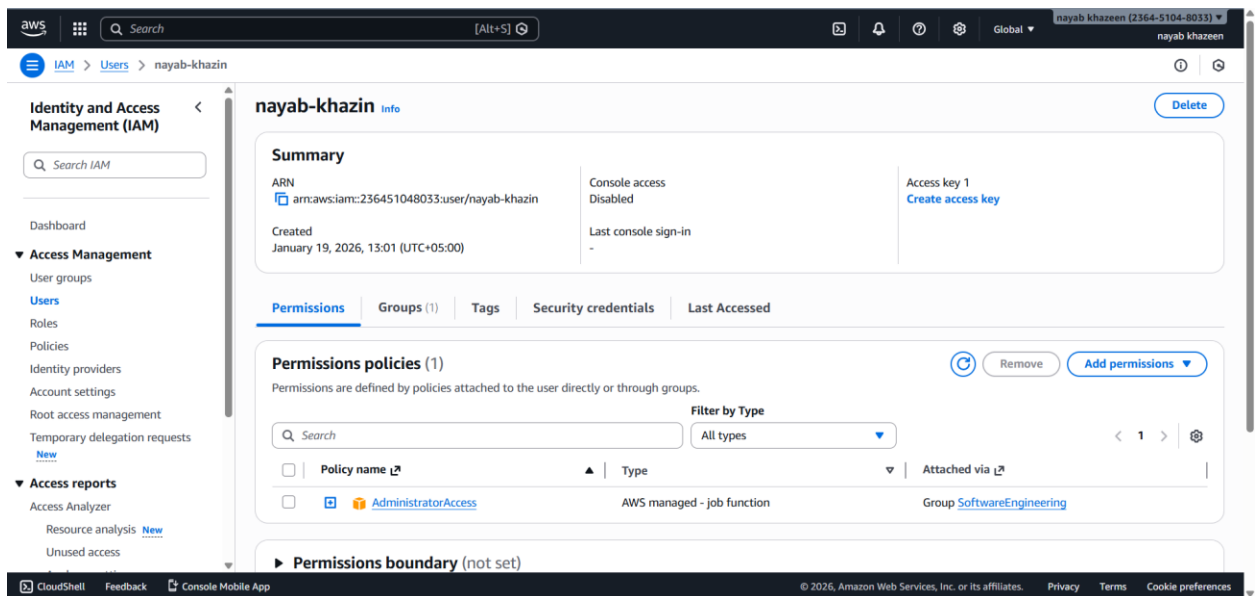 aws
Search
[Alt+S]
Global
nayab khazeen (2364-5104-8033)
nayab khazeen
IAM > Users > nayab-khazin
Identity and Access
Management (IAM)
Search IAM
Dashboard
Access Management
User groups
Users
Roles
Policies
Identity providers
Account settings
Root access management
Temporary delegation requests
New
Access reports
Access Analyzer
Resource analysis New
Unused access
nayab-khazin Info
Delete
Summary
ARN
arn:aws:iam::236451048033:user/nayab-khazin
Created
January 19, 2026, 13:01 (UTC+05:00)
Console access
Disabled
Last console sign-in
-
Access key 1
Create access key
Permissions
Groups (1)
Tags
Security credentials
Last Accessed
Permissions policies (1)
Remove
Add permissions
Permissions are defined by policies attached to the user directly or through groups.
Filter by Type
Search
All types
1
Policy name
Type
Attached via
AdministratorAccess
AWS managed - job function
Group SoftwareEngineering
Permissions boundary (not set)
CloudShell Feedback Console Mobile App
© 2026, Amazon Web Services, Inc. or its affiliates. Privacy Terms Cookie preferences